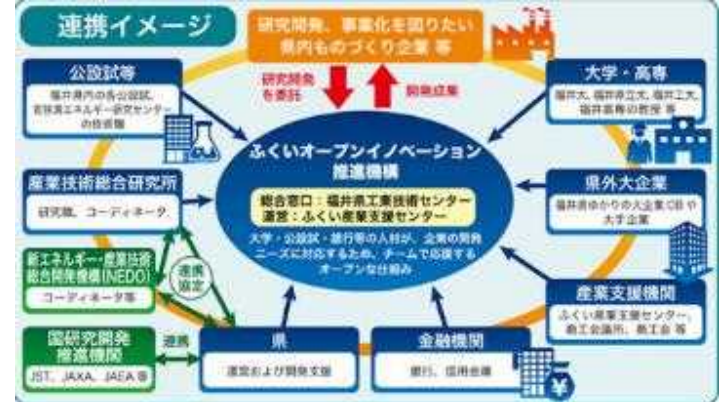 連携イメージ
研究開発、事業化を図りたい
県内ものづくり企業 等
研究開発
を委託
開発成果
公設試等
福井県内の各公設試、
若狭湾エネルギー研究センター
の技術職
大学・高専
福井大、福井県立大、福井工大、
福井高専の教授 等
ふくいオープンイノベーション
推進機構
総合窓口：福井県工業技術センター
運営：ふくい産業支援センター
大学・公設試・銀行等の人材が、企業の開発
ニーズに対応するため、チームで応援する
オープンな仕組み
産業技術総合研究所
研究職、コーディネータ
県外大企業
福井県ゆかりの大企業OBや
大手企業
新エネルギー・産業技術
総合開発機構(NEDO)
コーディネータ等
連携
協定
産業支援機関
ふくい産業支援センター、
商工会議所、商工会 等
国研究開発
推進機関
JST、JAXA、JAEA 等
連携
県
運営および開発支援
金融機関
銀行、信用金庫